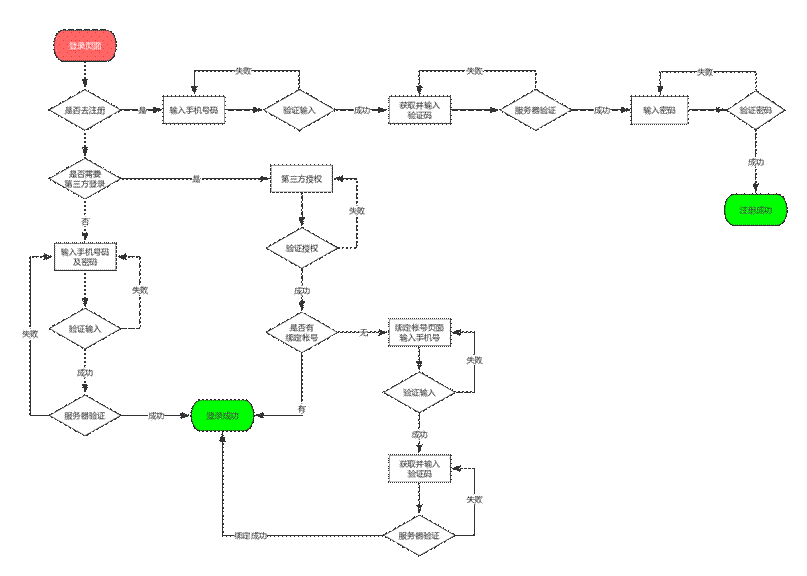 登录页面
失败
失败
失败
是否去注册
是
输入手机号码
验证输入
成功
获取并输入
验证码
服务器验证
成功
输入密码
验证密码
成功
注册成功
是否需要
第三方登录
是
第三方授权
失败
否
输入手机号码
及密码
验证授权
失败
成功
失败
验证输入
是否有
绑定帐号
无
绑定帐号页面
输入手机号
失败
成功
验证输入
服务器验证
成功
登录成功
有
成功
获取并输入
验证码
失败
绑定成功
服务器验证